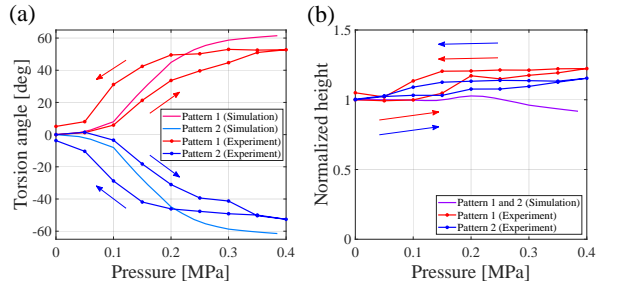 (a)
Torsion angle [deg]
60
40
20
0
-20
-40
-60
Pattern 1 (Simulation)
Pattern 2 (Simulation)
Pattern 1 (Experiment)
Pattern 2 (Experiment)
0
0.1
0.2
0.3
0.4
Pressure [MPa]
(b)
Normalized height
1.5
1
0.5
0
Pattern 1 and 2 (Simulation)
Pattern 1 (Experiment)
Pattern 2 (Experiment)
0
0.1
0.2
0.3
0.4
Pressure [MPa]